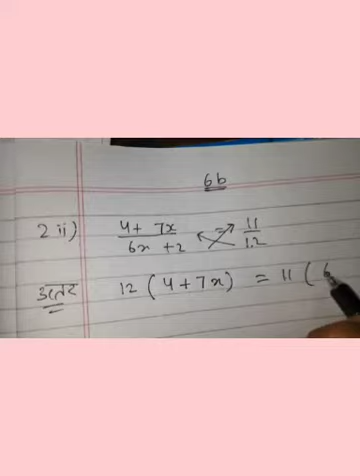 6b
2 ii) 4 + 7x / 6x + 2 = 11 / 12
उत्तर 12 ( 4 + 7x ) = 11 ( 6